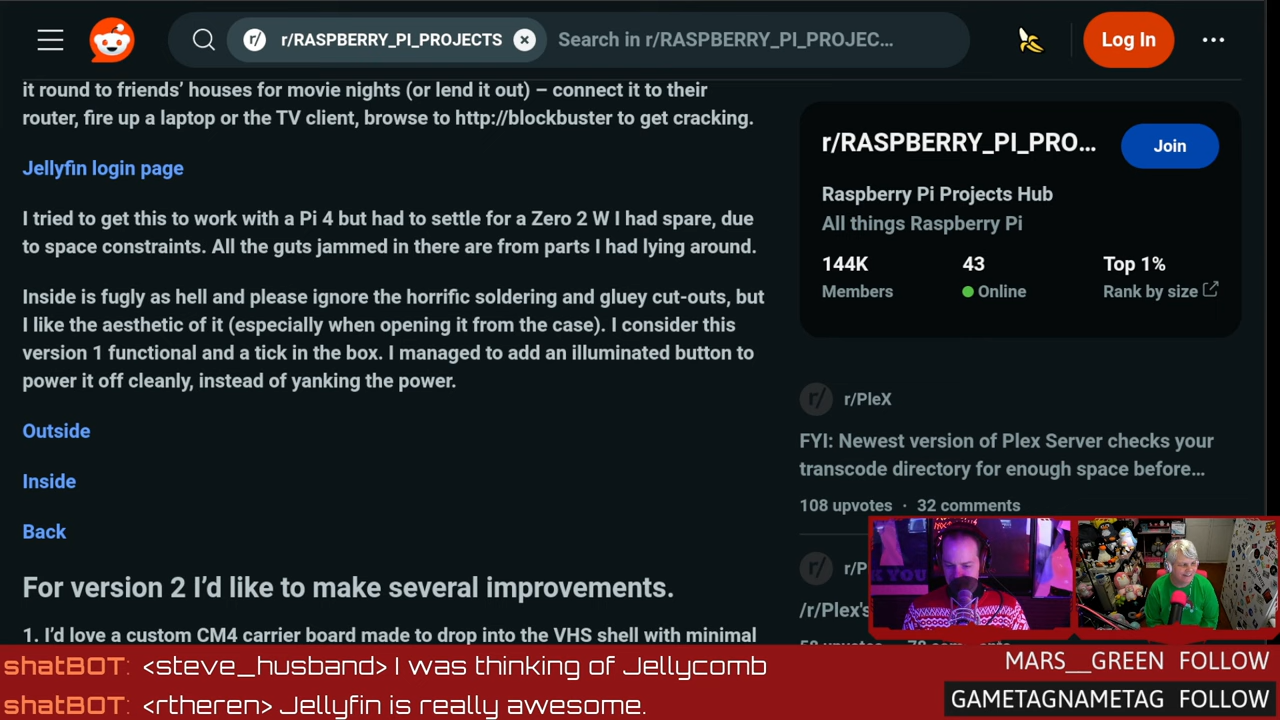 r/RASPBERRY_PI_PROJECTS
Search in r/RASPBERRY_PI_PROJEC...
Log In
it round to friends’ houses for movie nights (or lend it out) – connect it to their
router, fire up a laptop or the TV client, browse to http://blockbuster to get cracking.
Jellyfin login page
I tried to get this to work with a Pi 4 but had to settle for a Zero 2 W I had spare, due
to space constraints. All the guts jammed in there are from parts I had lying around.
Inside is fugly as hell and please ignore the horrific soldering and gluey cut-outs, but
I like the aesthetic of it (especially when opening it from the case). I consider this
version 1 functional and a tick in the box. I managed to add an illuminated button to
power it off cleanly, instead of yanking the power.
Outside
Inside
Back
For version 2 I’d like to make several improvements.
1. I’d love a custom CM4 carrier board made to drop into the VHS shell with minimal
r/RASPBERRY_PI_PRO...
Join
Raspberry Pi Projects Hub
All things Raspberry Pi
144K
43
Top 1%
Members
Online
Rank by size
r/PleX
FYI: Newest version of Plex Server checks your
transcode directory for enough space before...
108 upvotes · 32 comments
r/P
/r/Plex's
shatBOT: <steve_husband> I was thinking of Jellycomb
shatBOT: <rtheren> Jellyfin is really awesome.
MARS__GREEN FOLLOW
GAMETAGNAMETAG FOLLOW